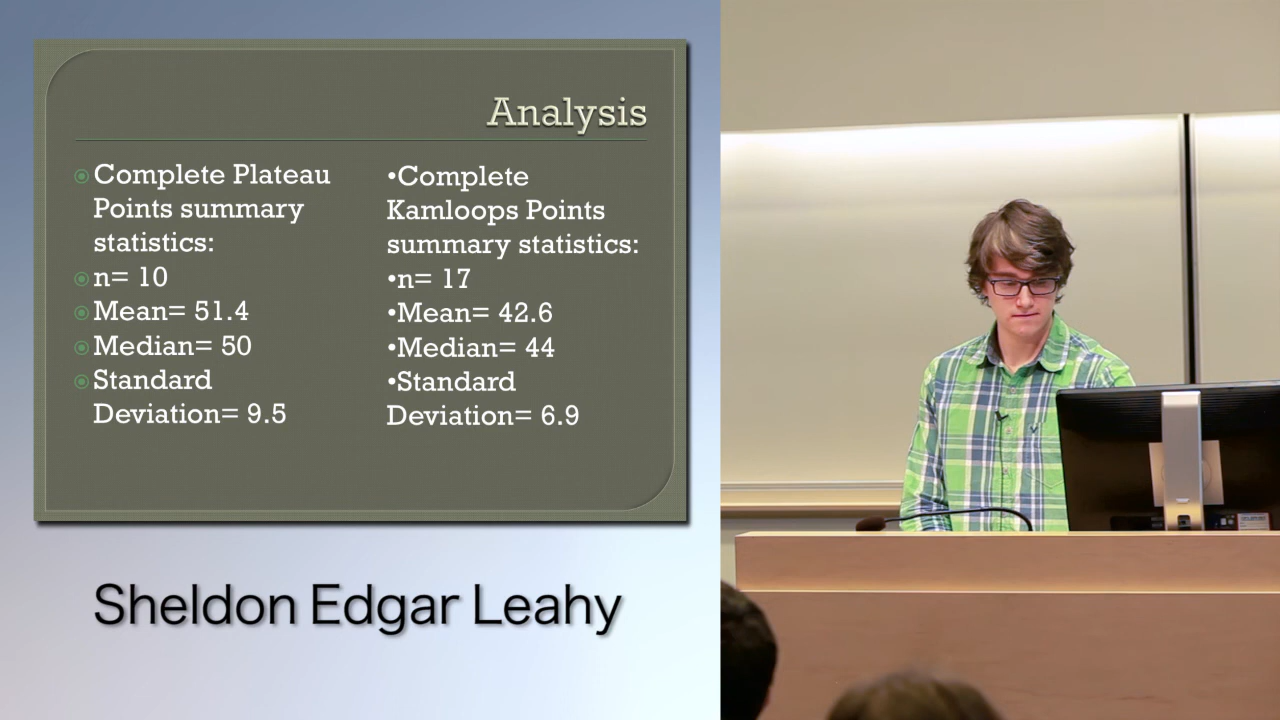 Analysis
Complete Plateau
Points summary
statistics:
n= 10
Mean= 51.4
Median= 50
Standard
Deviation= 9.5
•Complete
Kamloops Points
summary statistics:
•n= 17
•Mean= 42.6
•Median= 44
•Standard
Deviation= 6.9
Sheldon Edgar Leahy